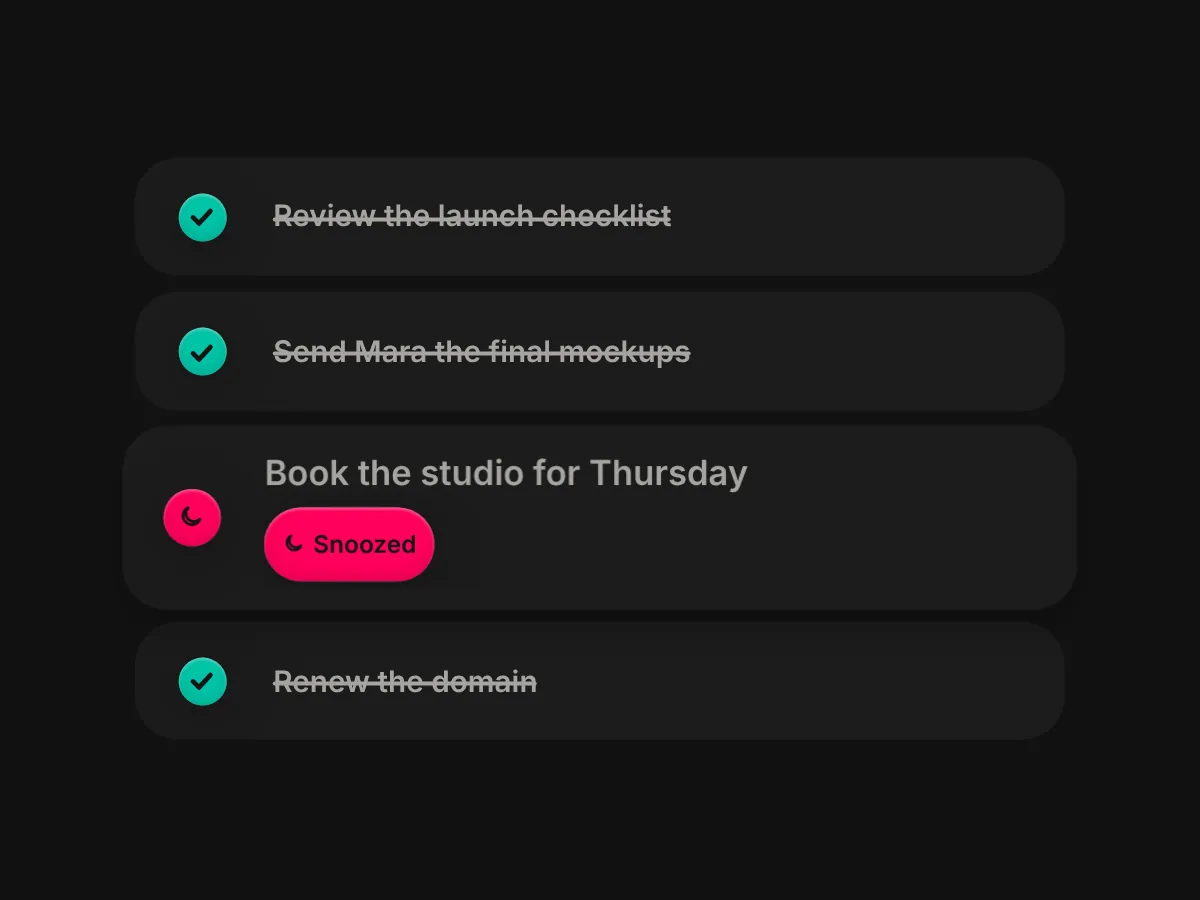 Review the launch checklist
Send Mara the final mockups
Book the studio for Thursday
Snoozed
Renew the domain